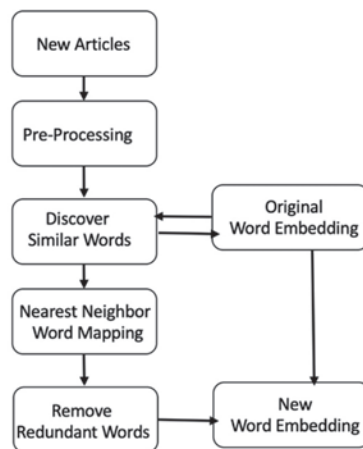 New Articles
Pre-Processing
Discover
Similar Words
Original
Word Embedding
Nearest Neighbor
Word Mapping
Remove
Redundant Words
New
Word Embedding